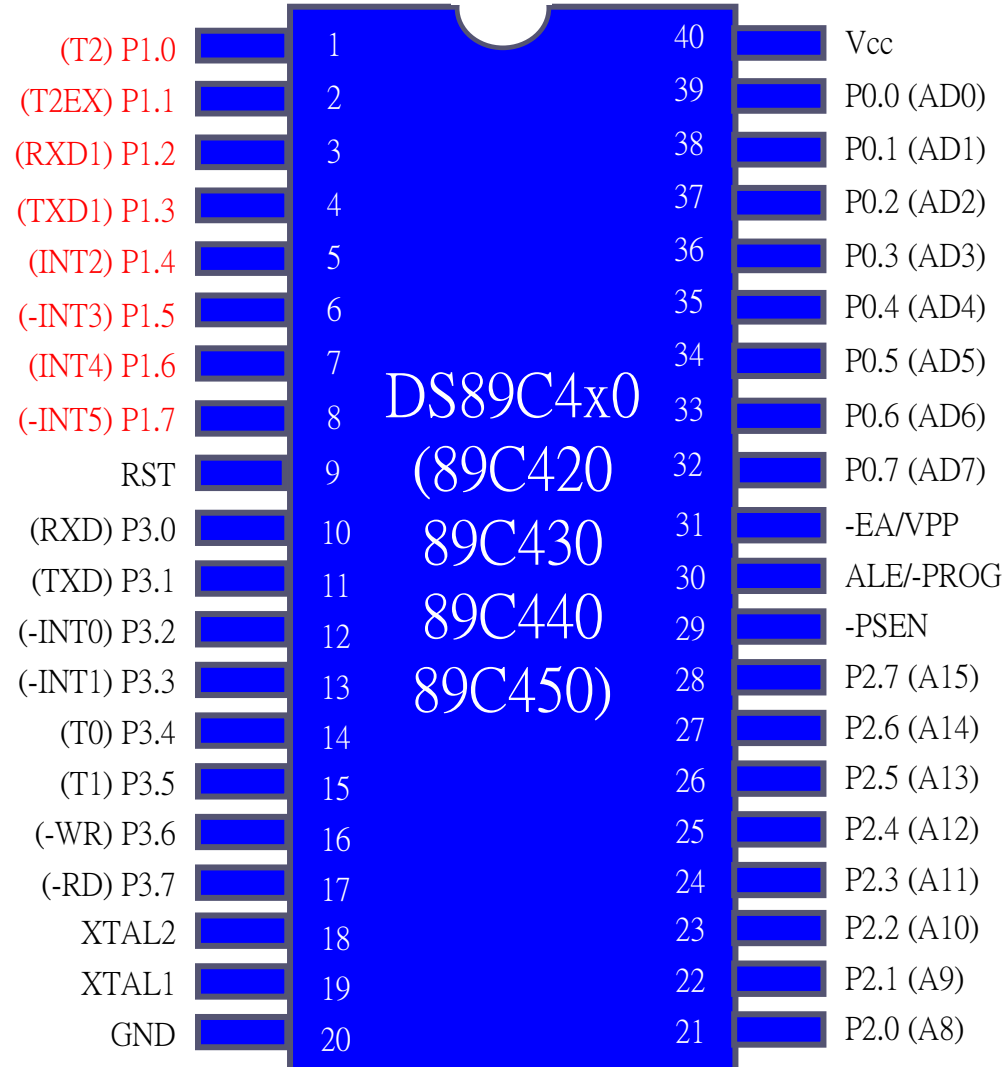 (T2) P1.0 1 40 Vcc
(T2EX) P1.1 2 39 P0.0 (AD0)
(RXD1) P1.2 3 38 P0.1 (AD1)
(TXD1) P1.3 4 37 P0.2 (AD2)
(INT2) P1.4 5 36 P0.3 (AD3)
(-INT3) P1.5 6 35 P0.4 (AD4)
(INT4) P1.6 7 34 P0.5 (AD5)
(-INT5) P1.7 8 33 P0.6 (AD6)
RST 9 32 P0.7 (AD7)
(RXD) P3.0 10 31 -EA/VPP
(TXD) P3.1 11 30 ALE/-PROG
(-INT0) P3.2 12 29 -PSEN
(-INT1) P3.3 13 28 P2.7 (A15)
(T0) P3.4 14 27 P2.6 (A14)
(T1) P3.5 15 26 P2.5 (A13)
(-WR) P3.6 16 25 P2.4 (A12)
(-RD) P3.7 17 24 P2.3 (A11)
XTAL2 18 23 P2.2 (A10)
XTAL1 19 22 P2.1 (A9)
GND 20 21 P2.0 (A8)
DS89C4x0
(89C420
89C430
89C440
89C450)